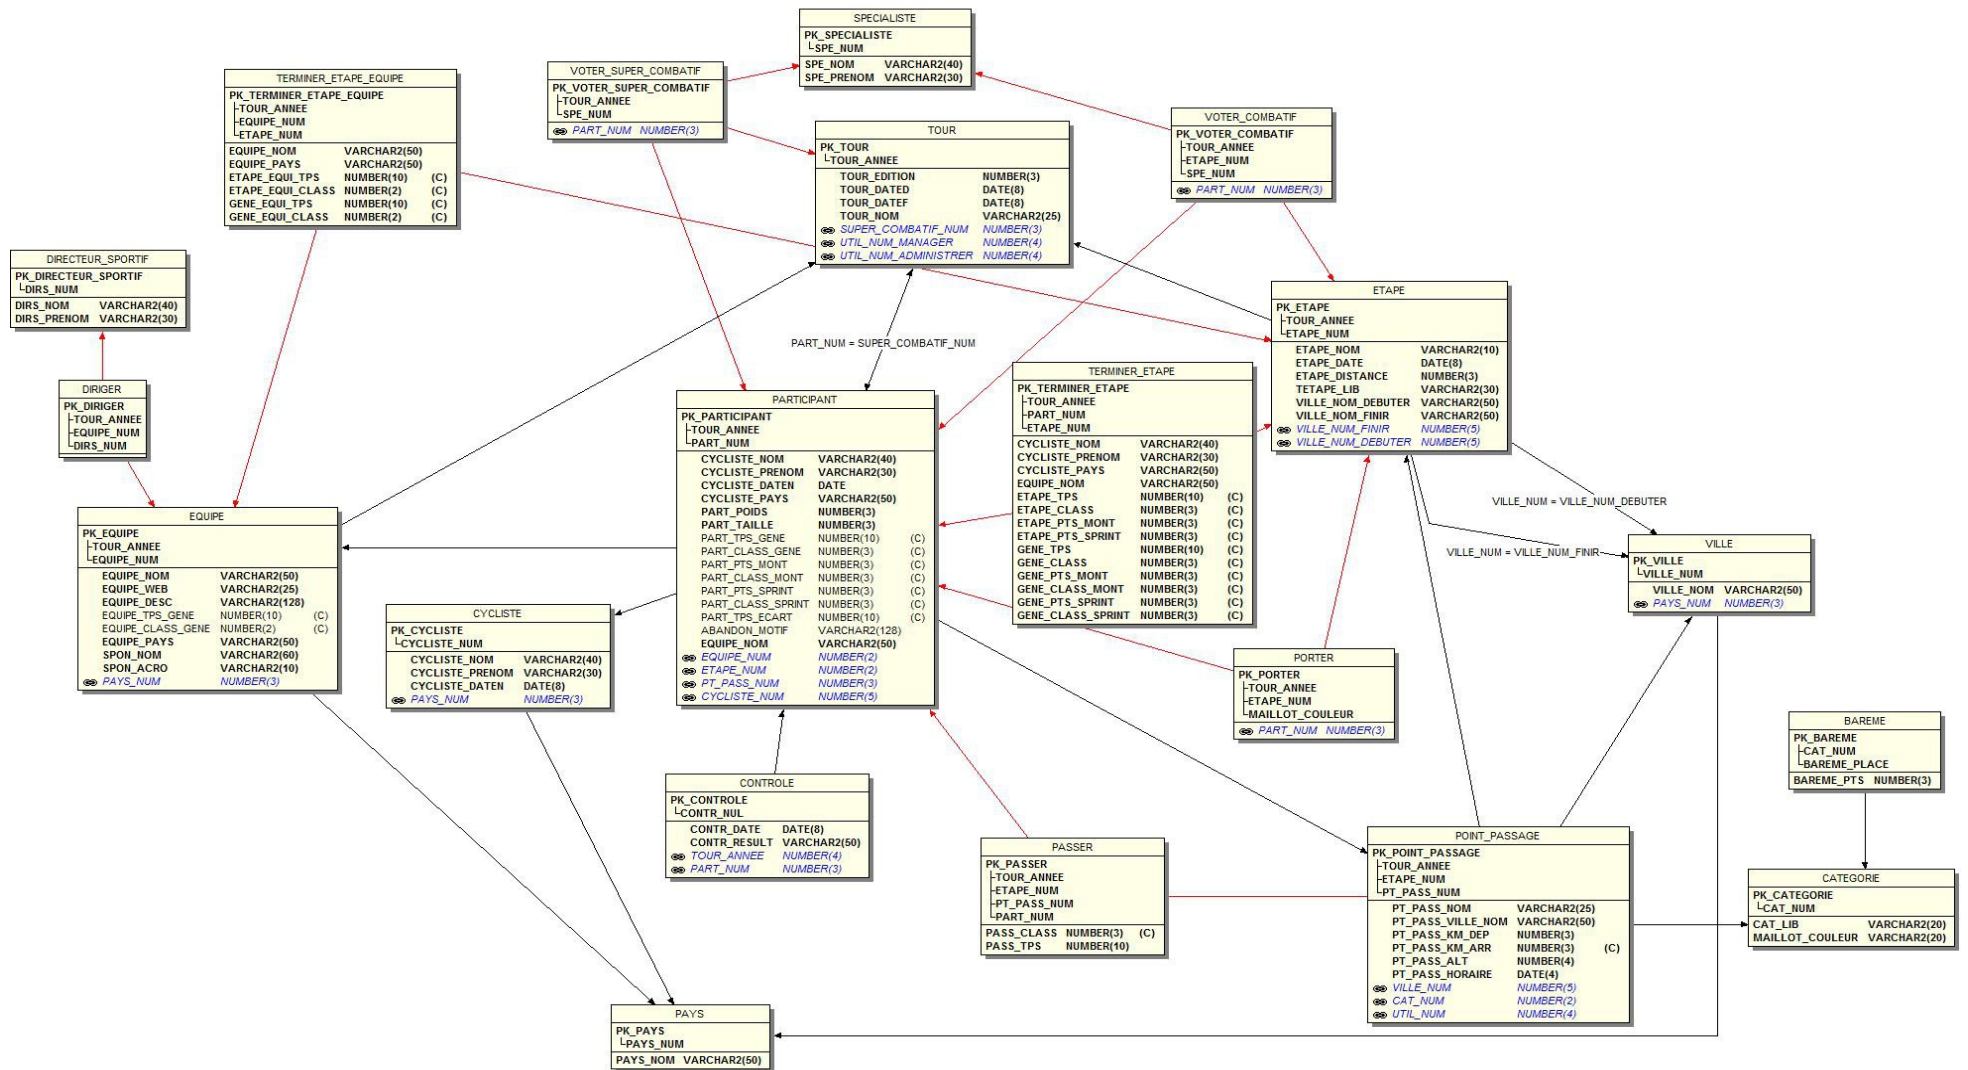 SPECIALISTE
PK_SPECIALISTE
SPE_NUM
SPE_NOM VARCHAR2(40)
SPE_PRENOM VARCHAR2(30)
TERMINER_ETAPE_EQUIPE
PK_TERMINER_ETAPE_EQUIPE
TOUR_ANNEE
EQUIPE_NUM
ETAPE_NUM
EQUIPE_NOM VARCHAR2(50)
EQUIPE_PAYS VARCHAR2(50)
ETAPE_EQUI_TPS NUMBER(10) (C)
ETAPE_EQUI_CLASS NUMBER(2) (C)
GENE_EQUI_TPS NUMBER(10) (C)
GENE_EQUI_CLASS NUMBER(2) (C)
VOTER_SUPER_COMBATIF
PK_VOTER_SUPER_COMBATIF
TOUR_ANNEE
SPE_NUM
PART_NUM NUMBER(3)
TOUR
PK_TOUR
TOUR_ANNEE
TOUR_EDITION NUMBER(3)
TOUR_DATED DATE(8)
TOUR_DATEF DATE(8)
TOUR_NOM VARCHAR2(25)
SUPER_COMBATIF_NUM NUMBER(3)
UTIL_NUM_MANAGER NUMBER(4)
UTIL_NUM_ADMINISTRER NUMBER(4)
VOTER_COMBATIF
PK_VOTER_COMBATIF
TOUR_ANNEE
ETAPE_NUM
SPE_NUM
PART_NUM NUMBER(3)
DIRECTEUR_SPORTIF
PK_DIRECTEUR_SPORTIF
DIRS_NUM
DIRS_NOM VARCHAR2(40)
DIRS_PRENOM VARCHAR2(30)
ETAPE
PK_ETAPE
TOUR_ANNEE
ETAPE_NUM
ETAPE_NOM VARCHAR2(10)
ETAPE_DATE DATE(8)
ETAPE_DISTANCE NUMBER(3)
TETAPE_LIB VARCHAR2(30)
VILLE_NOM_DEBUTER VARCHAR2(50)
VILLE_NOM_FINIR VARCHAR2(50)
VILLE_NUM_FINIR NUMBER(5)
VILLE_NUM_DEBUTER NUMBER(5)
PART_NUM = SUPER_COMBATIF_NUM
DIRIGER
PK_DIRIGER
TOUR_ANNEE
EQUIPE_NUM
DIRS_NUM
PARTICIPANT
PK_PARTICIPANT
TOUR_ANNEE
PART_NUM
CYCLISTE_NOM VARCHAR2(40)
CYCLISTE_PRENOM VARCHAR2(30)
CYCLISTE_DATEN DATE
CYCLISTE_PAYS VARCHAR2(50)
PART_POIDS NUMBER(3)
PART_TAILLE NUMBER(3)
PART_TPS_GENE NUMBER(10) (C)
PART_CLASS_GENE NUMBER(3) (C)
PART_PTS_MONT NUMBER(3) (C)
PART_CLASS_MONT NUMBER(3) (C)
PART_PTS_SPRINT NUMBER(3) (C)
PART_CLASS_SPRINT NUMBER(3) (C)
PART_TPS_ECART NUMBER(10) (C)
ABANDON_MOTIF VARCHAR2(128)
EQUIPE_NOM VARCHAR2(50)
EQUIPE_NUM NUMBER(2)
ETAPE_NUM NUMBER(2)
PT_PASS_NUM NUMBER(3)
CYCLISTE_NUM NUMBER(5)
TERMINER_ETAPE
PK_TERMINER_ETAPE
TOUR_ANNEE
PART_NUM
ETAPE_NUM
CYCLISTE_NOM VARCHAR2(40)
CYCLISTE_PRENOM VARCHAR2(30)
CYCLISTE_PAYS VARCHAR2(50)
EQUIPE_NOM VARCHAR2(50)
ETAPE_TPS NUMBER(10) (C)
ETAPE_CLASS NUMBER(3) (C)
ETAPE_PTS_MONT NUMBER(3) (C)
ETAPE_PTS_SPRINT NUMBER(3) (C)
GENE_TPS NUMBER(10) (C)
GENE_CLASS NUMBER(3) (C)
GENE_PTS_MONT NUMBER(3) (C)
GENE_CLASS_MONT NUMBER(3) (C)
GENE_PTS_SPRINT NUMBER(3) (C)
GENE_CLASS_SPRINT NUMBER(3) (C)
VILLE_NUM = VILLE_NUM_DEBUTER
VILLE_NUM = VILLE_NUM_FINIR
VILLE
PK_VILLE
VILLE_NUM
VILLE_NOM VARCHAR2(50)
PAYS_NUM NUMBER(3)
EQUIPE
PK_EQUIPE
TOUR_ANNEE
EQUIPE_NUM
EQUIPE_NOM VARCHAR2(50)
EQUIPE_WEB VARCHAR2(25)
EQUIPE_DESC VARCHAR2(128)
EQUIPE_TPS_GENE NUMBER(10) (C)
EQUIPE_CLASS_GENE NUMBER(2) (C)
EQUIPE_PAYS VARCHAR2(50)
SPON_NOM VARCHAR2(60)
SPON_ACRO VARCHAR2(10)
PAYS_NUM NUMBER(3)
CYCLISTE
PK_CYCLISTE
CYCLISTE_NUM
CYCLISTE_NOM VARCHAR2(40)
CYCLISTE_PRENOM VARCHAR2(30)
CYCLISTE_DATEN DATE(8)
PAYS_NUM NUMBER(3)
PORTER
PK_PORTER
TOUR_ANNEE
ETAPE_NUM
MAILLOT_COULEUR
PART_NUM NUMBER(3)
BAREME
PK_BAREME
CAT_NUM
BAREME_PLACE
BAREME_PTS NUMBER(3)
CONTROLE
PK_CONTROLE
CONTR_NUL
CONTR_DATE DATE(8)
CONTR_RESULT VARCHAR2(50)
TOUR_ANNEE NUMBER(4)
PART_NUM NUMBER(3)
PASSER
PK_PASSER
TOUR_ANNEE
ETAPE_NUM
PT_PASS_NUM
PART_NUM
PASS_CLASS NUMBER(3) (C)
PASS_TPS NUMBER(10)
POINT_PASSAGE
PK_POINT_PASSAGE
TOUR_ANNEE
ETAPE_NUM
PT_PASS_NUM
PT_PASS_NOM VARCHAR2(25)
PT_PASS_VILLE_NOM VARCHAR2(50)
PT_PASS_KM_DEP NUMBER(3)
PT_PASS_KM_ARR NUMBER(3) (C)
PT_PASS_ALT NUMBER(4)
PT_PASS_HORAIRE DATE(4)
VILLE_NUM NUMBER(5)
CAT_NUM NUMBER(2)
UTIL_NUM NUMBER(4)
CATEGORIE
PK_CATEGORIE
CAT_NUM
CAT_LIB VARCHAR2(20)
MAILLOT_COULEUR VARCHAR2(20)
PAYS
PK_PAYS
PAYS_NUM
PAYS_NOM VARCHAR2(50)